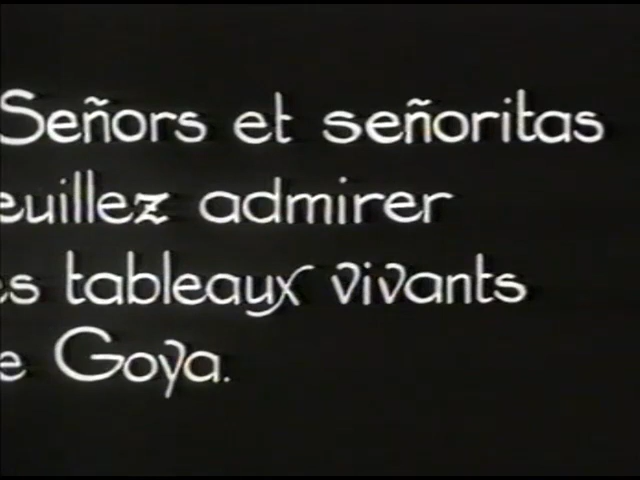 Señors et señoritas
euillez admirer
es tableaux vivants
e Goya.